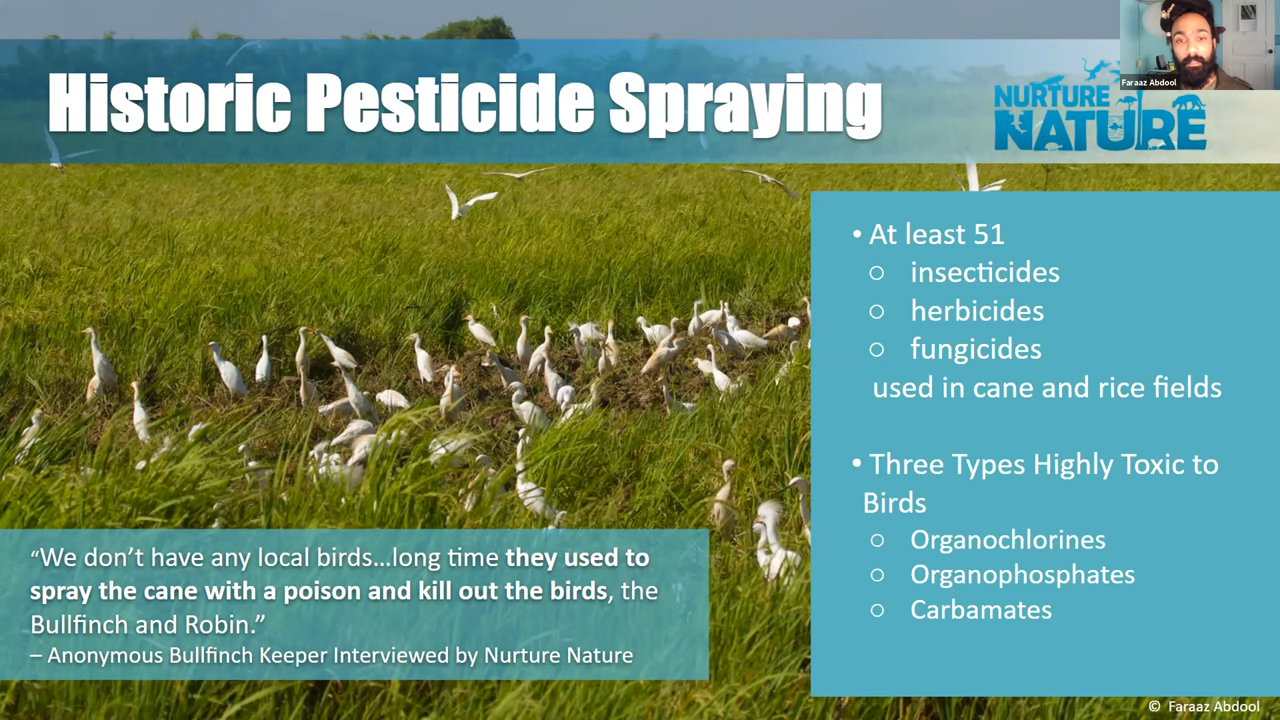 Historic Pesticide Spraying
Faraaz Abdool
NURTURE
NATURE
• At least 51
○ insecticides
○ herbicides
○ fungicides
used in cane and rice fields
• Three Types Highly Toxic to
Birds
○ Organochlorines
○ Organophosphates
○ Carbamates
“We don’t have any local birds…long time they used to
spray the cane with a poison and kill out the birds, the
Bullfinch and Robin.”
– Anonymous Bullfinch Keeper Interviewed by Nurture Nature
© Faraaz Abdool